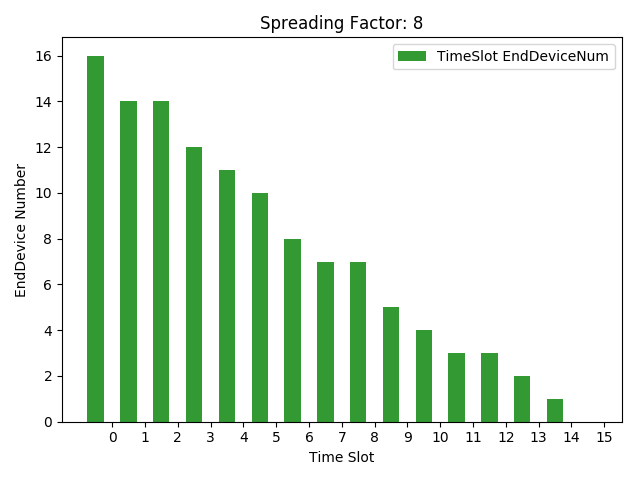 Spreading Factor: 8
TimeSlot EndDeviceNum
EndDevice Number
16
14
12
10
8
6
4
2
0
0 1 2 3 4 5 6 7 8 9 10 11 12 13 14 15
Time Slot